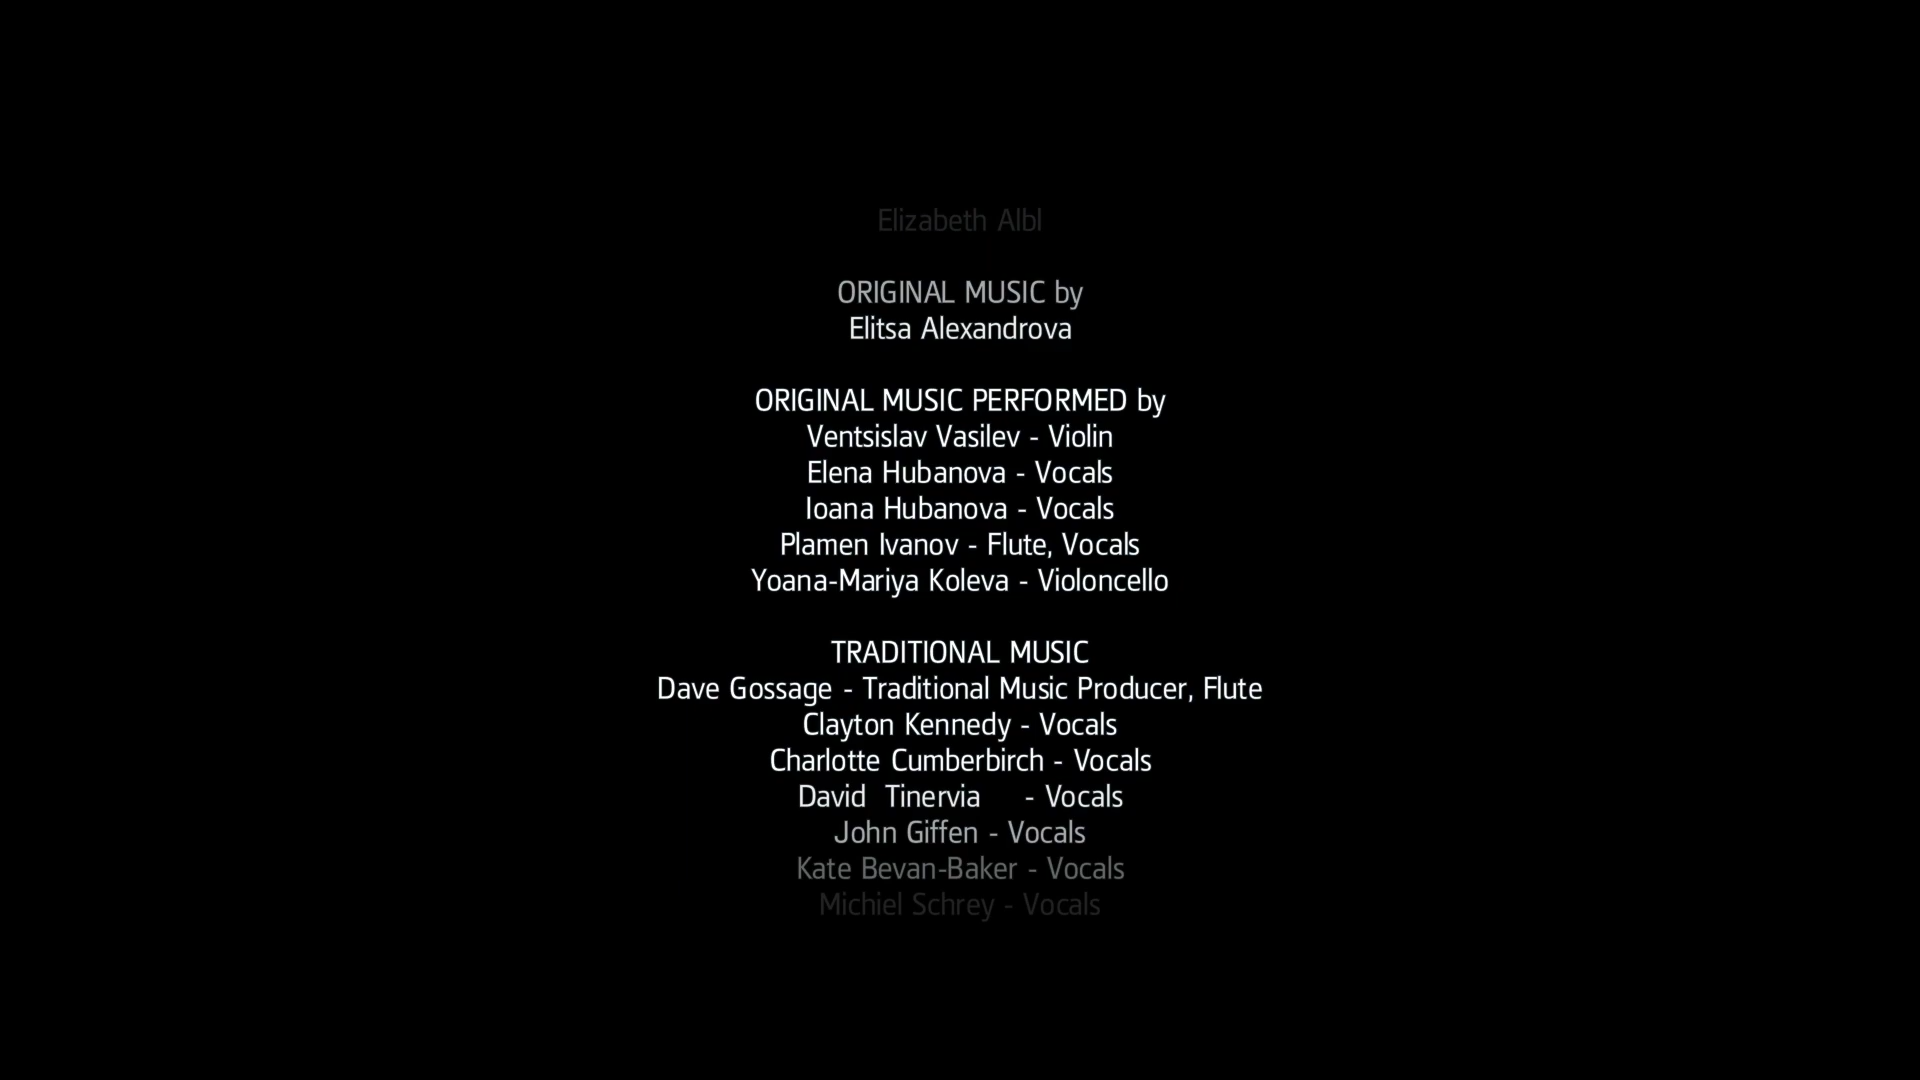 Elizabeth Albl
ORIGINAL MUSIC by
Elitsa Alexandrova
ORIGINAL MUSIC PERFORMED by
Ventsislav Vasilev - Violin
Elena Hubanova - Vocals
Ioana Hubanova - Vocals
Plamen Ivanov - Flute, Vocals
Yoana-Mariya Koleva - Violoncello
TRADITIONAL MUSIC
Dave Gossage - Traditional Music Producer, Flute
Clayton Kennedy - Vocals
Charlotte Cumberbirch - Vocals
David Tinervia - Vocals
John Giffen - Vocals
Kate Bevan-Baker - Vocals
Michiel Schrey - Vocals